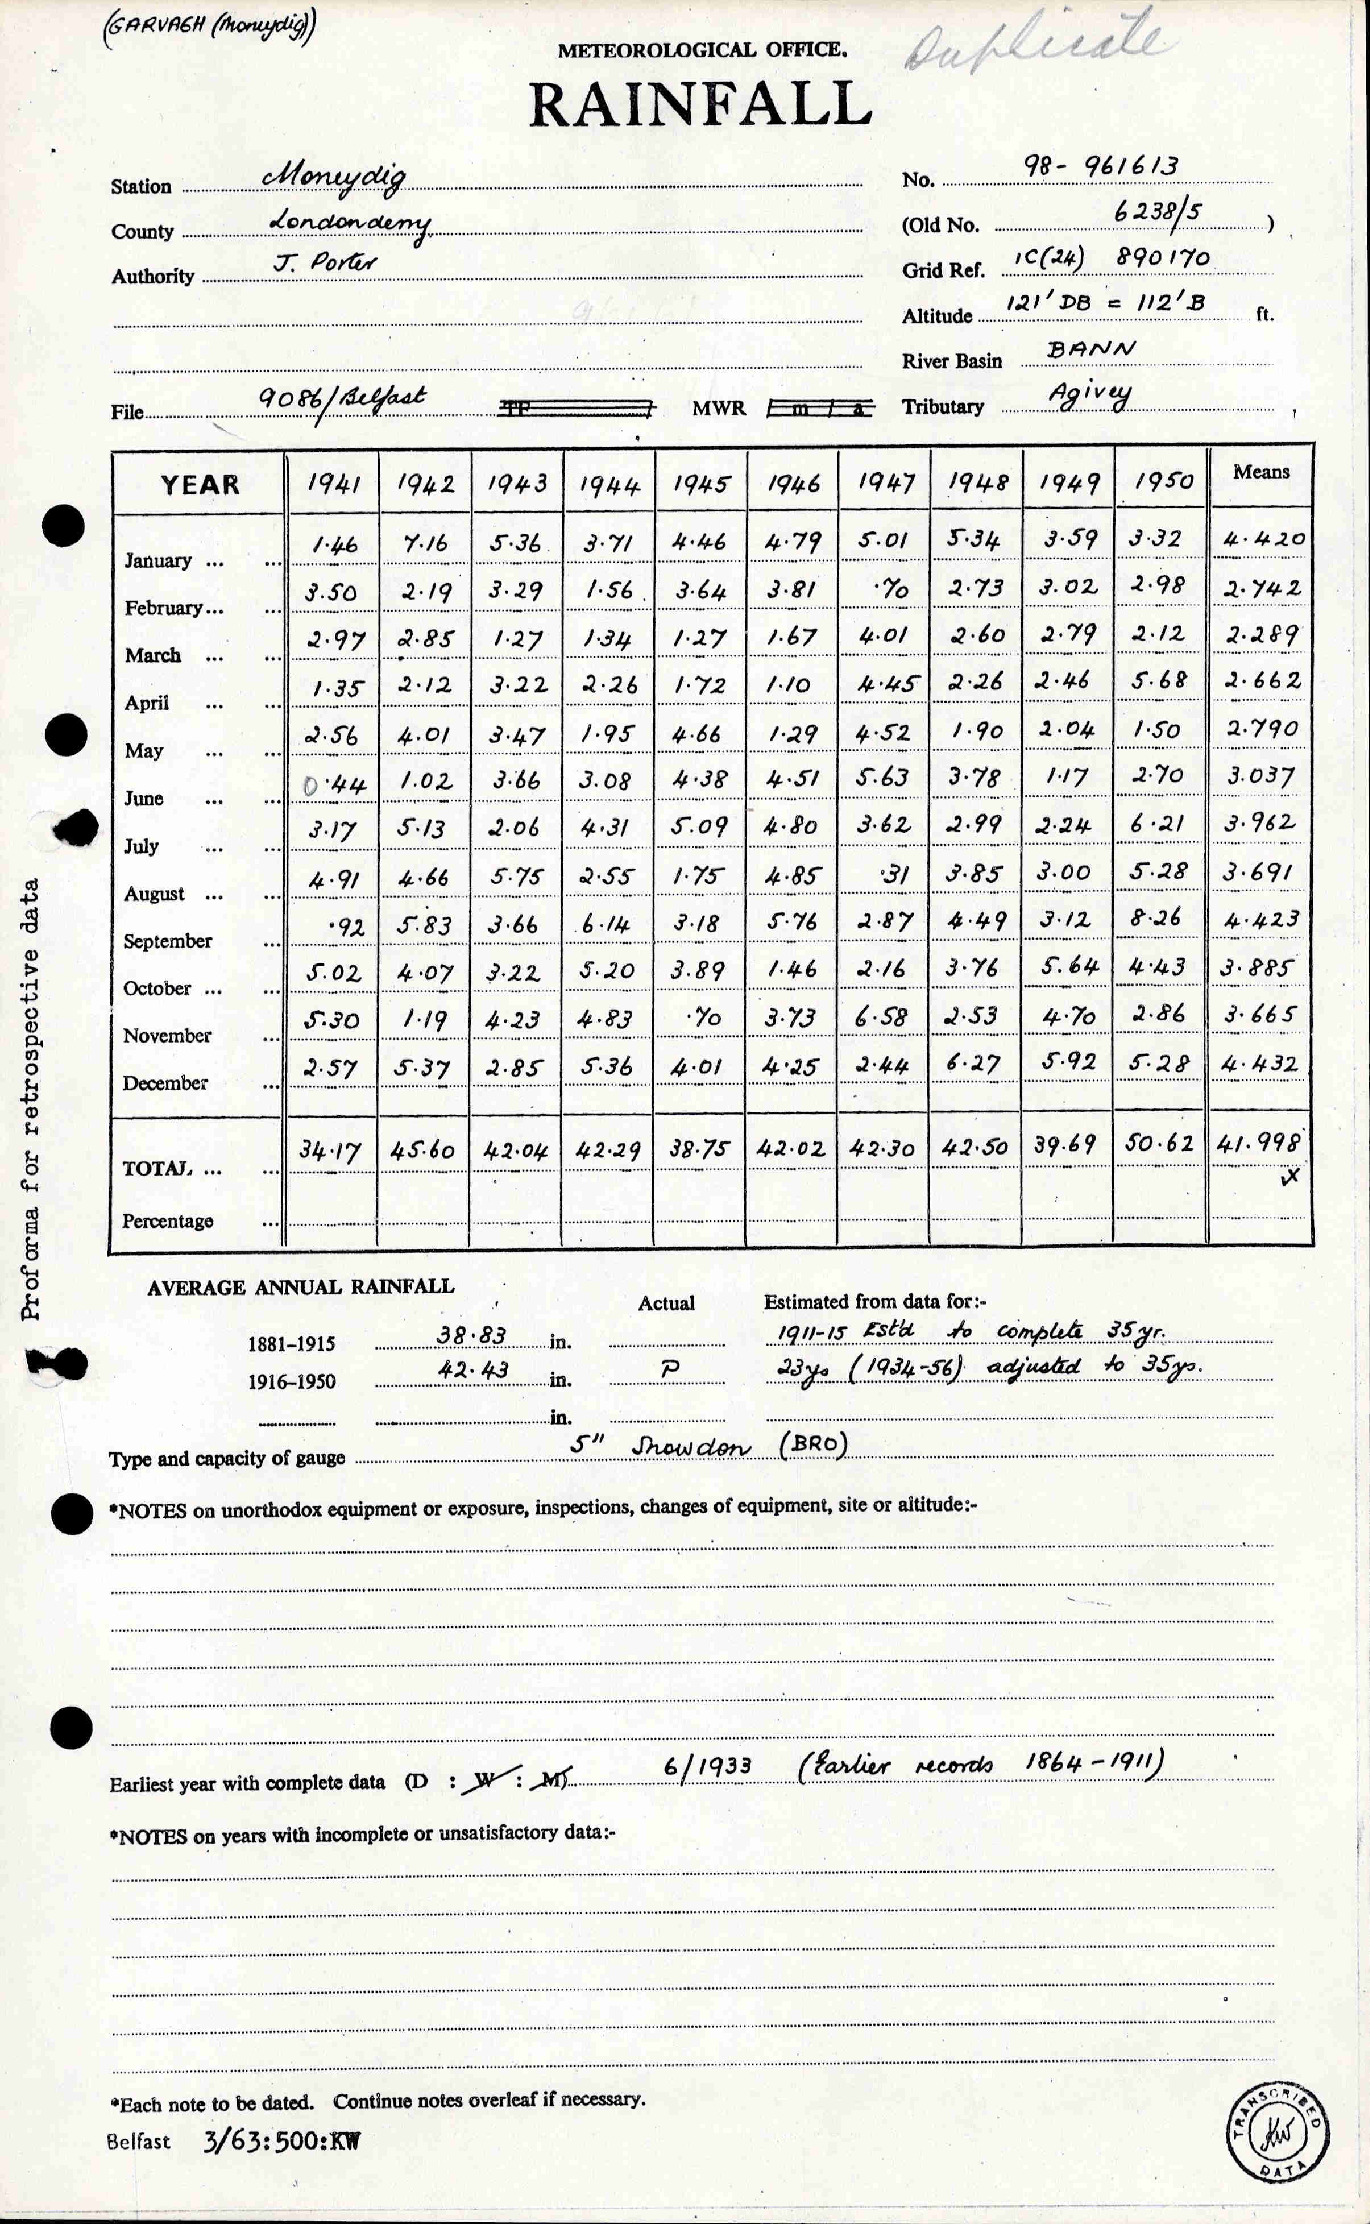 (GARVAGH (Moneydig))
Duplicate
METEOROLOGICAL OFFICE.
RAINFALL
Station Moneydig No. 98- 961613
County Londonderry (Old No. 6238/5 )
Authority J. Porter Grid Ref. 1C(24) 890170
Altitude 121' DB = 112' B ft.
River Basin BANN
File 9086/Belfast TF MWR m / a Tributary Agivey
YEAR 1941 1942 1943 1944 1945 1946 1947 1948 1949 1950 Means
January ... ... 1.46 7.16 5.36 3.71 4.46 4.79 5.01 5.34 3.59 3.32 4.420
February... ... 3.50 2.19 3.29 1.56 3.64 3.81 .70 2.73 3.02 2.98 2.742
March ... ... 2.97 2.85 1.27 1.34 1.27 1.67 4.01 2.60 2.79 2.12 2.289
April ... ... 1.35 2.12 3.22 2.26 1.72 1.10 4.45 2.26 2.46 5.68 2.662
May ... ... 2.56 4.01 3.47 1.95 4.66 1.29 4.52 1.90 2.04 1.50 2.790
June ... ... 0.44 1.02 3.66 3.08 4.38 4.51 5.63 3.78 1.17 2.70 3.037
July ... ... 3.17 5.13 2.06 4.31 5.09 4.80 3.62 2.99 2.24 6.21 3.962
August ... ... 4.91 4.66 5.75 2.55 1.75 4.85 .31 3.85 3.00 5.28 3.691
September ... .92 5.83 3.66 6.14 3.18 5.76 2.87 4.49 3.12 8.26 4.423
October ... ... 5.02 4.07 3.22 5.20 3.89 1.46 2.16 3.76 5.64 4.43 3.885
November ... 5.30 1.19 4.23 4.83 .70 3.73 6.58 2.53 4.70 2.86 3.665
December ... 2.57 5.37 2.85 5.36 4.01 4.25 2.44 6.27 5.92 5.28 4.432
TOTAL ... ... 34.17 45.60 42.04 42.29 38.75 42.02 42.30 42.50 39.69 50.62 41.998
Percentage ...
Proforma for retrospective data
AVERAGE ANNUAL RAINFALL
Actual Estimated from data for:-
1881-1915 38.83 in. 1911-15 Est'd to complete 35yr.
1916-1950 42.43 in. P 23ys (1934-56) adjusted to 35ys.
in.
Type and capacity of gauge 5" Snowdon (BRO)
*NOTES on unorthodox equipment or exposure, inspections, changes of equipment, site or altitude:-
Earliest year with complete data (D : W : M) 6/1933 (Earlier records 1864-1911)
*NOTES on years with incomplete or unsatisfactory data:-
*Each note to be dated. Continue notes overleaf if necessary.
Belfast 3/63:500:KW
TRANSCRIBED
KW
DATA